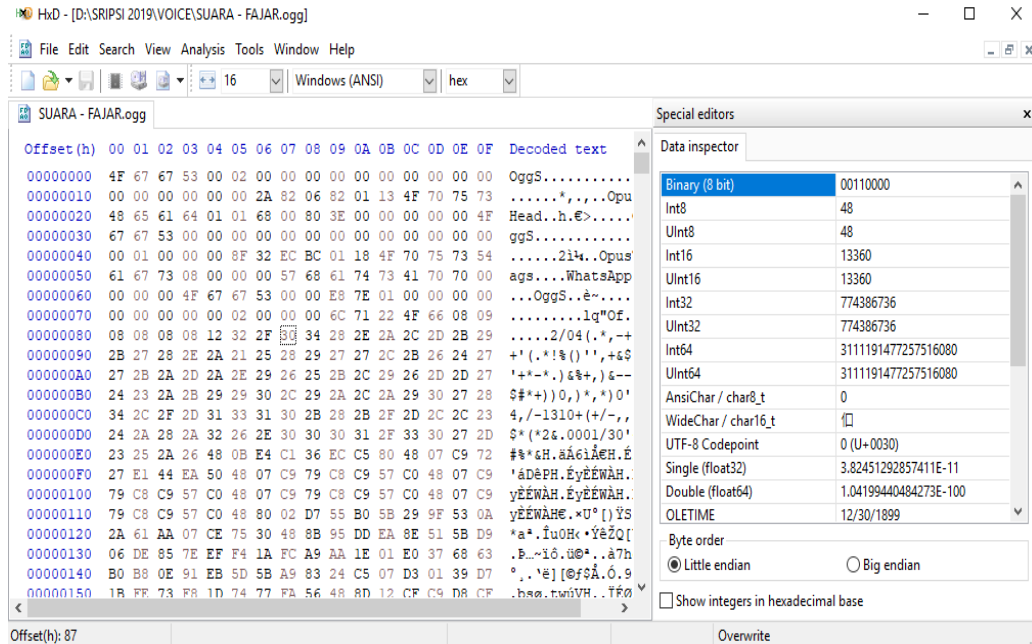 HxD - [D:\SRIPSI 2019\VOICE\SUARA - FAJAR.ogg]
File Edit Search View Analysis Tools Window Help
16 Windows (ANSI) hex
SUARA - FAJAR.ogg
Offset(h) 00 01 02 03 04 05 06 07 08 09 0A 0B 0C 0D 0E 0F Decoded text
00000000 4F 67 67 53 00 02 00 00 00 00 00 00 00 00 00 00 OggS............
00000010 00 00 00 00 00 00 2A 82 06 82 01 13 4F 70 75 73 ......*‚.‚..Opu
00000020 48 65 61 64 01 01 68 00 80 3E 00 00 00 00 00 4F Head..h.€>.....
00000030 67 67 53 00 00 00 00 00 00 00 00 00 00 00 00 00 ggS.............
00000040 00 01 00 00 00 8F 32 EC BC 01 18 4F 70 75 73 54 ......2ì¼..Opus
00000050 61 67 73 08 00 00 00 57 68 61 74 73 41 70 70 00 ags....WhatsApp
00000060 00 00 00 4F 67 67 53 00 00 E8 7E 01 00 00 00 00 ...OggS..è~....
00000070 00 00 00 00 00 02 00 00 00 6C 71 22 4F 66 08 09 .........lq"Of.
00000080 08 08 08 08 12 32 2F 30 34 28 2E 2A 2C 2D 2B 29 .....2/04(.*,-+
00000090 2B 27 28 2E 2A 21 25 28 29 27 27 2C 2B 26 24 27 +'(.*!%()'',+&$
000000A0 27 2B 2A 2D 2A 2E 29 26 25 2B 2C 29 26 2D 2D 27 '+*-*.)&%+,)&--
000000B0 24 23 2A 2B 29 29 30 2C 29 2A 2C 2A 29 30 27 28 $#*+))0,)*,*)0'
000000C0 34 2C 2F 2D 31 33 31 30 2B 28 2B 2F 2D 2C 2C 23 4,/-1310+(+/-,,
000000D0 24 2A 28 2A 32 26 2E 30 30 30 31 2F 33 30 27 2D $*(*2&.0001/30'
000000E0 23 25 2A 26 48 0B E4 C1 36 EC C5 80 48 07 C9 72 #%*&H.äÁ6ìÅ€H.É
000000F0 27 E1 44 EA 50 48 07 C9 79 C8 C9 57 C0 48 07 C9 'áDêPH.ÉyÈÉWÀH.
00000100 79 C8 C9 57 C0 48 07 C9 79 C8 C9 57 C0 48 07 C9 yÈÉWÀH.ÉyÈÉWÀH.
00000110 79 C8 C9 57 C0 48 80 02 D7 55 B0 5B 29 9F 53 0A yÈÉWÀH€.×U°[)ŸS
00000120 2A 61 AA 07 CE 75 30 48 8B 95 DD EA 8E 51 5B D9 *aª.Îu0H‹•ÝêŽQ[
00000130 06 DE 85 7E EF F4 1A FC A9 AA 1E 01 E0 37 68 63 .Þ…~ïô.ü©ª..à7h
00000140 B0 B8 0E 91 EB 5D 5B A9 83 24 C5 07 D3 01 39 D7 °¸.‘ë][©ƒ$Å.Ó.9
00000150 1B FE 73 F8 1D 74 77 FA 56 48 8D 12 CF C9 D8 CF .þsø.twúVH..ÏÉØ
Special editors
Data inspector
Binary (8 bit) 00110000
Int8 48
UInt8 48
Int16 13360
UInt16 13360
Int32 774386736
UInt32 774386736
Int64 3111191477257516080
UInt64 3111191477257516080
AnsiChar / char8_t 0
WideChar / char16_t
UTF-8 Codepoint 0 (U+0030)
Single (float32) 3.82451292857411E-11
Double (float64) 1.04199440484273E-100
OLETIME 12/30/1899
Byte order
Little endian Big endian
Show integers in hexadecimal base
Offset(h): 87 Overwrite